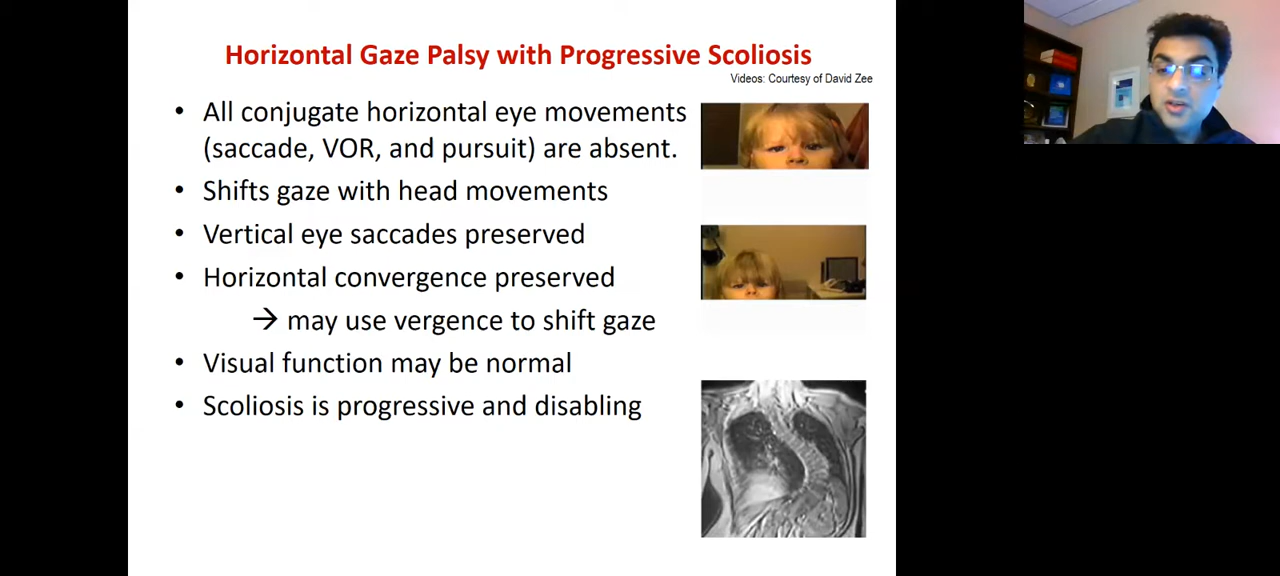 Horizontal Gaze Palsy with Progressive Scoliosis
Videos: Courtesy of David Zee
• All conjugate horizontal eye movements
(saccade, VOR, and pursuit) are absent.
• Shifts gaze with head movements
• Vertical eye saccades preserved
• Horizontal convergence preserved
→ may use vergence to shift gaze
• Visual function may be normal
• Scoliosis is progressive and disabling